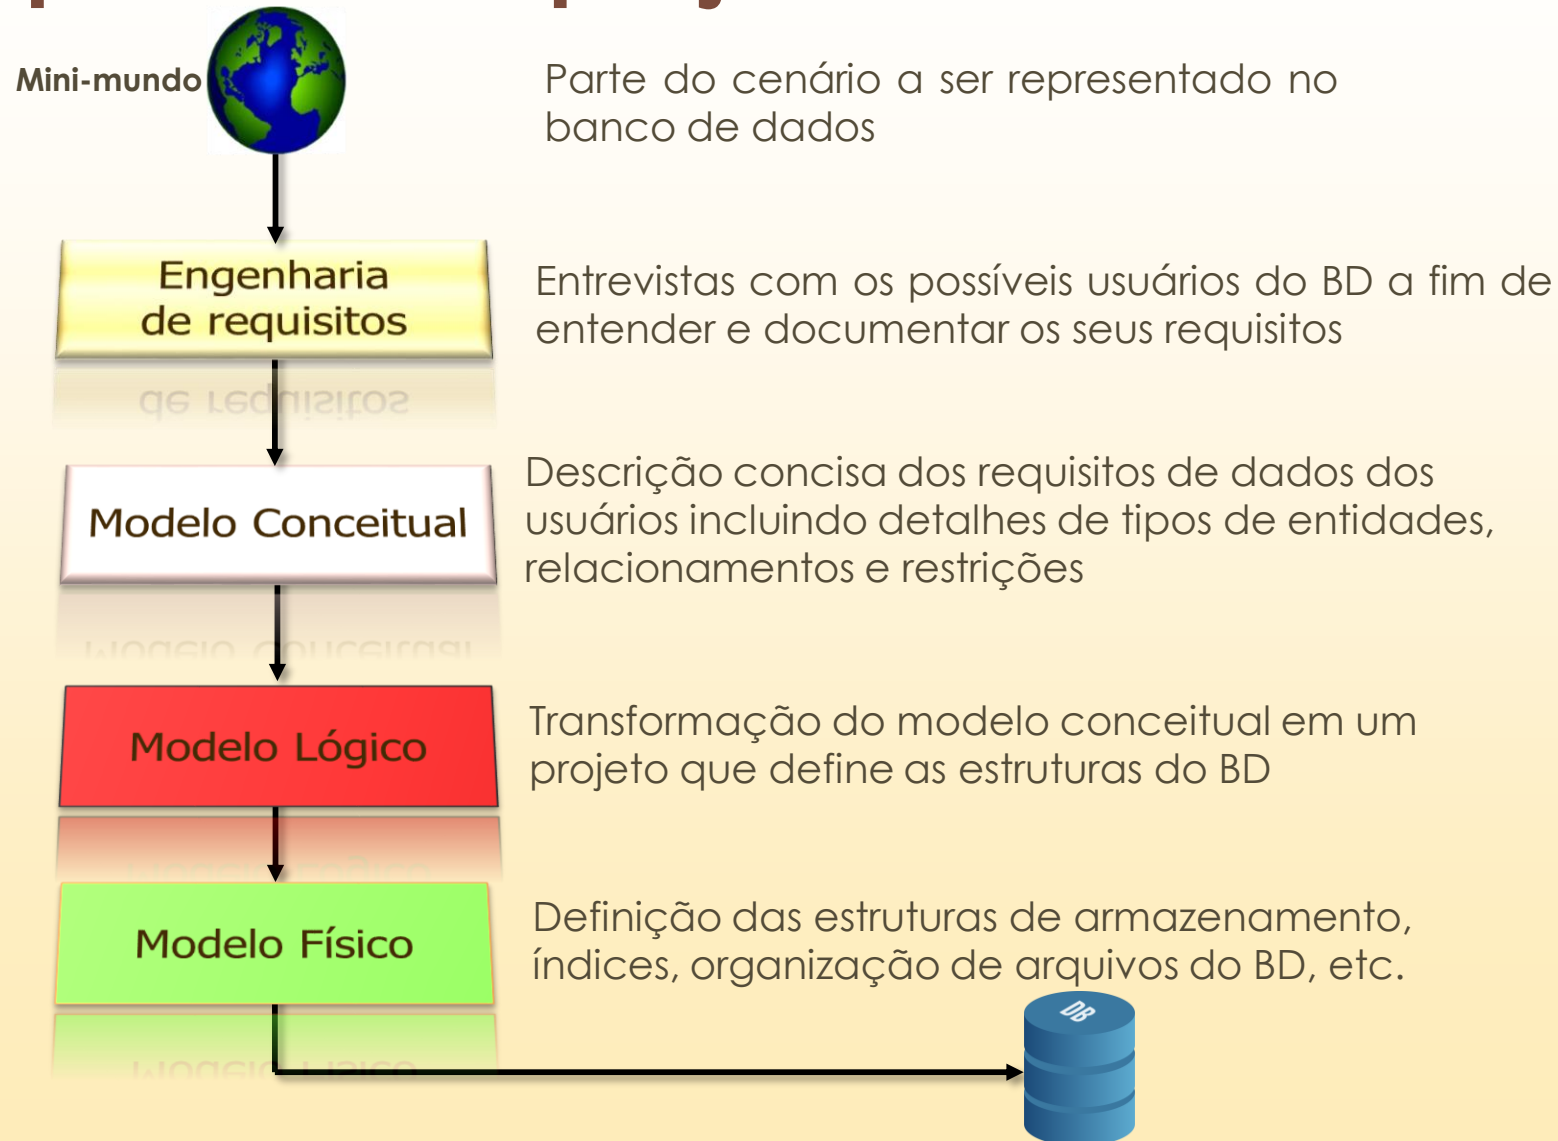 Mini-mundo
Parte do cenário a ser representado no
banco de dados
Engenharia
de requisitos
Entrevistas com os possíveis usuários do BD a fim de
entender e documentar os seus requisitos
Modelo Conceitual
Descrição concisa dos requisitos de dados dos
usuários incluindo detalhes de tipos de entidades,
relacionamentos e restrições
Modelo Lógico
Transformação do modelo conceitual em um
projeto que define as estruturas do BD
Modelo Físico
Definição das estruturas de armazenamento,
índices, organização de arquivos do BD, etc.
DB